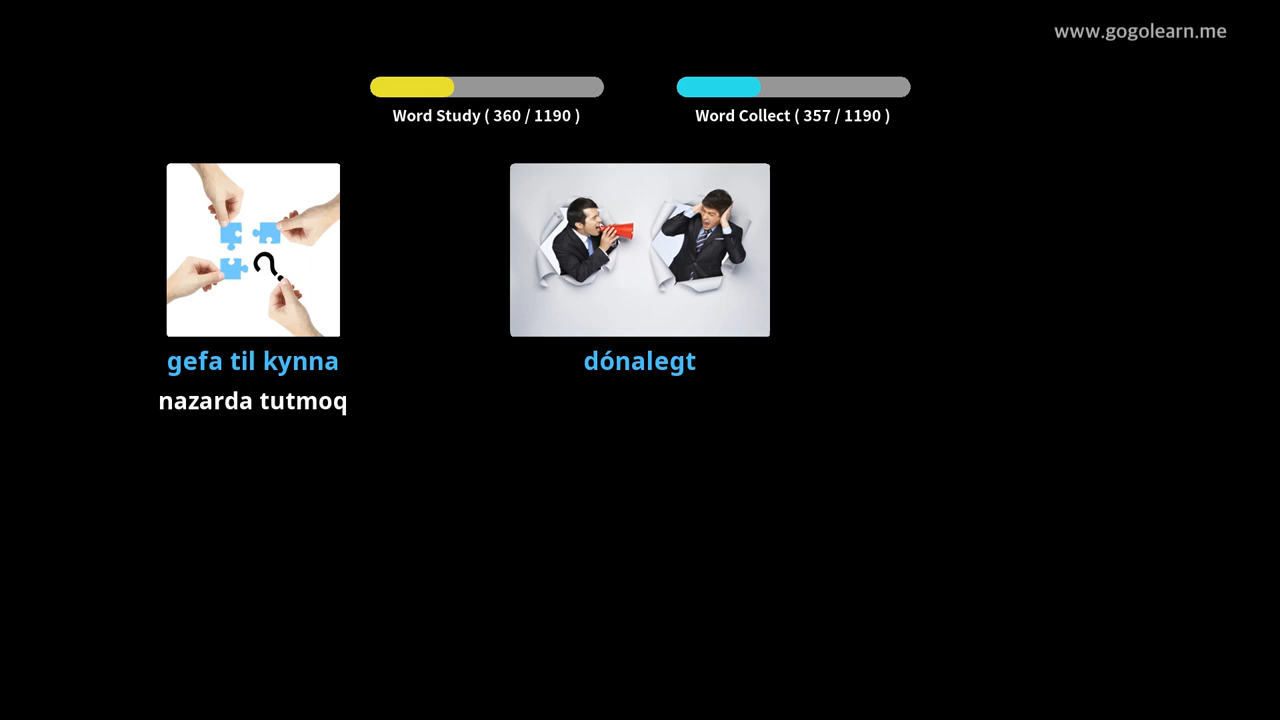 www.gogolearn.me
Word Study ( 360 / 1190 )
Word Collect ( 357 / 1190 )
gefa til kynna
nazarda tutmoq
dónalegt